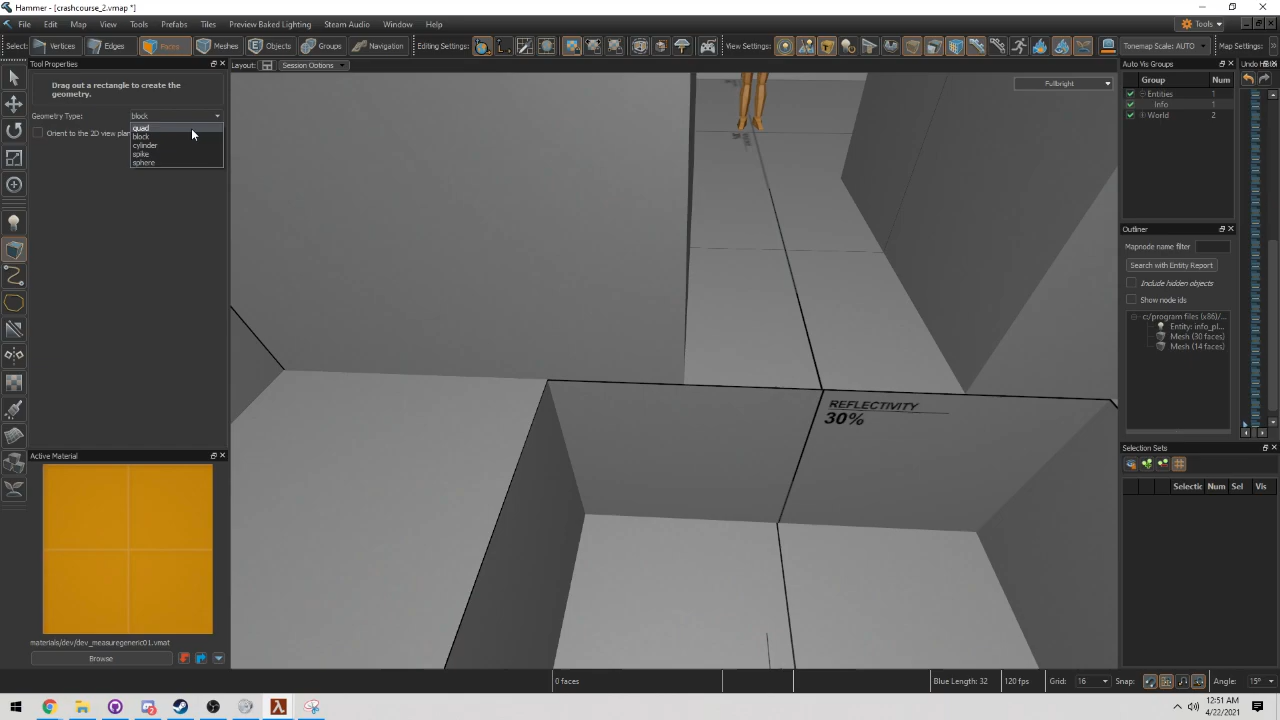 Hammer - [crashcourse_2.vmap *]
File Edit Map View Tools Prefabs Tiles Preview Baked Lighting Steam Audio Window Help
Tools
Select: Vertices Edges Faces Meshes Objects Groups Navigation Editing Settings: View Settings: Tonemap Scale: AUTO Map Settings:
Tool Properties
Layout: Session Options
Auto Vis Groups
Drag out a rectangle to create the
geometry.
Fullbright
Group Num
Entities 1
Info 1
World 2
Geometry Type: block
quad
block
cylinder
spike
sphere
Outliner
Mapnode name filter
Search with Entity Report
Include hidden objects
Show node ids
c:/program files (x86)/...
Entity: info_pl...
Mesh (30 faces)
Mesh (14 faces)
REFLECTIVITY
30%
Selection Sets
Selectic Num Sel Vis
Active Material
materials/dev/dev_measuregeneric01.vmat
Browse
0 faces
Blue Length: 32
120 fps
Grid: 16
Snap:
Angle: 15°
12:51 AM
4/22/2021